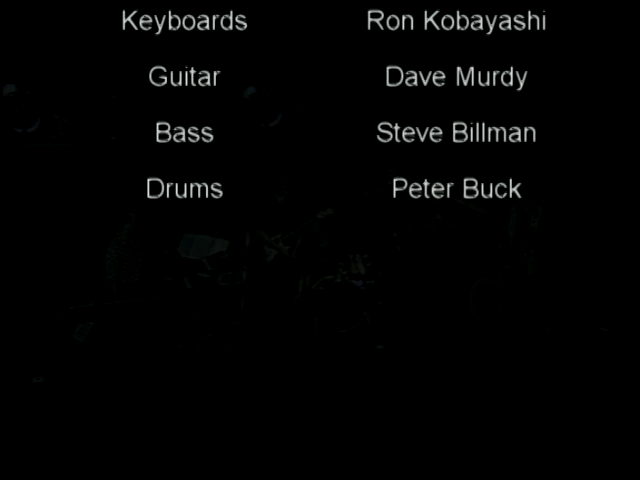 Keyboards Ron Kobayashi
Guitar Dave Murdy
Bass Steve Billman
Drums Peter Buck